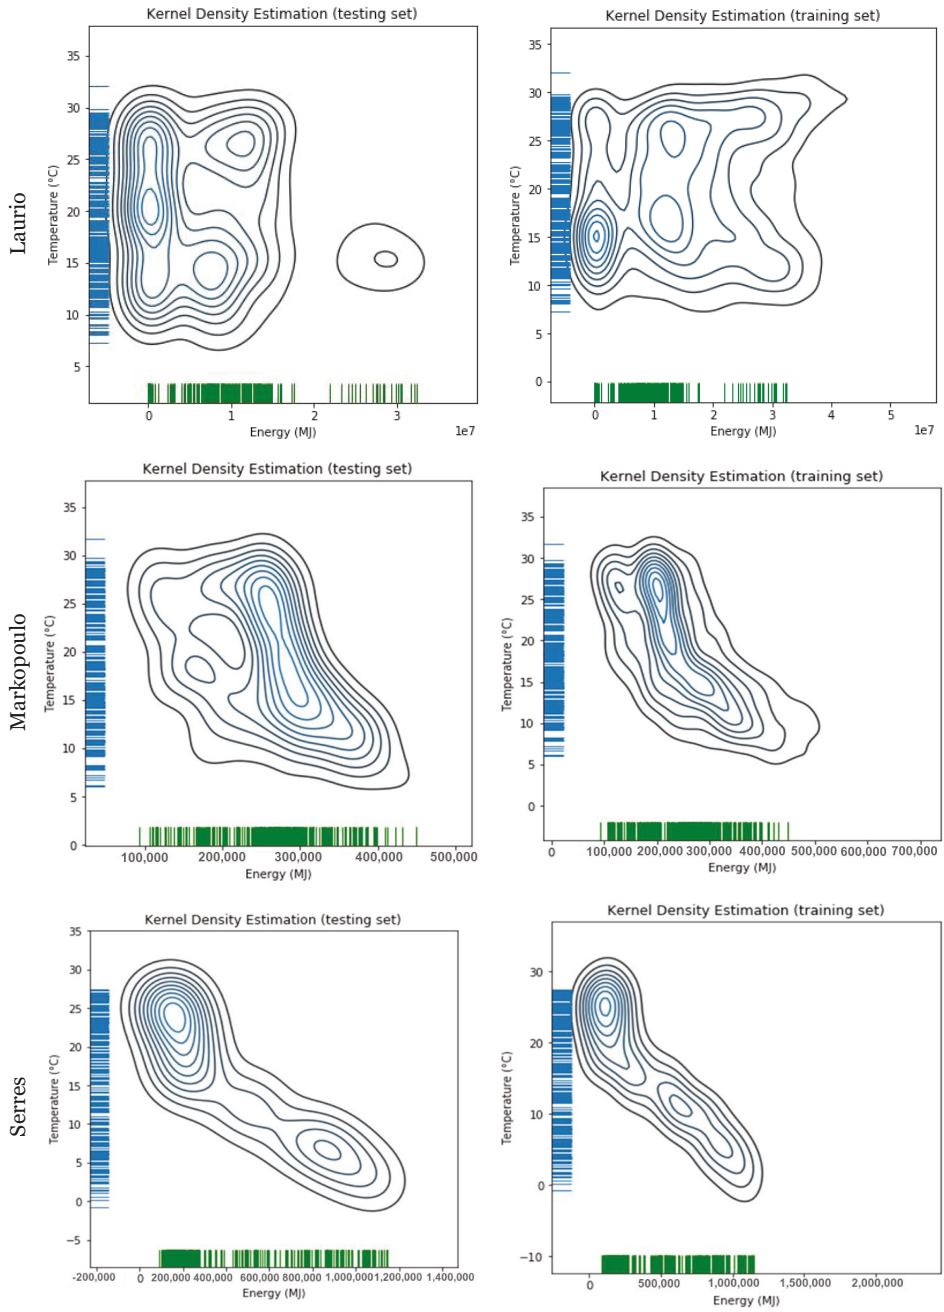 Kernel Density Estimation (testing set)
35
30
25
20
15
10
5
Temperature (°C)
0
1
2
3
1e7
Energy (MJ)
Laurio
Kernel Density Estimation (training set)
35
30
25
20
15
10
5
0
Temperature (°C)
0
1
2
3
4
5
1e7
Energy (MJ)
Kernel Density Estimation (testing set)
35
30
25
20
15
10
5
0
Temperature (°C)
100,000 200,000 300,000 400,000 500,000
Energy (MJ)
Markopoulo
Kernel Density Estimation (training set)
35
30
25
20
15
10
5
0
Temperature (°C)
0 100,000 200,000 300,000 400,000 500,000 600,000 700,000
Energy (MJ)
Kernel Density Estimation (testing set)
35
30
25
20
15
10
5
0
−5
Temperature (°C)
-200,000 0 200,000 400,000 600,000 800,000 1,000,000 1,200,000 1,400,000
Energy (MJ)
Serres
Kernel Density Estimation (training set)
30
20
10
0
−10
Temperature (°C)
0 500,000 1,000,000 1,500,000 2,000,000
Energy (MJ)